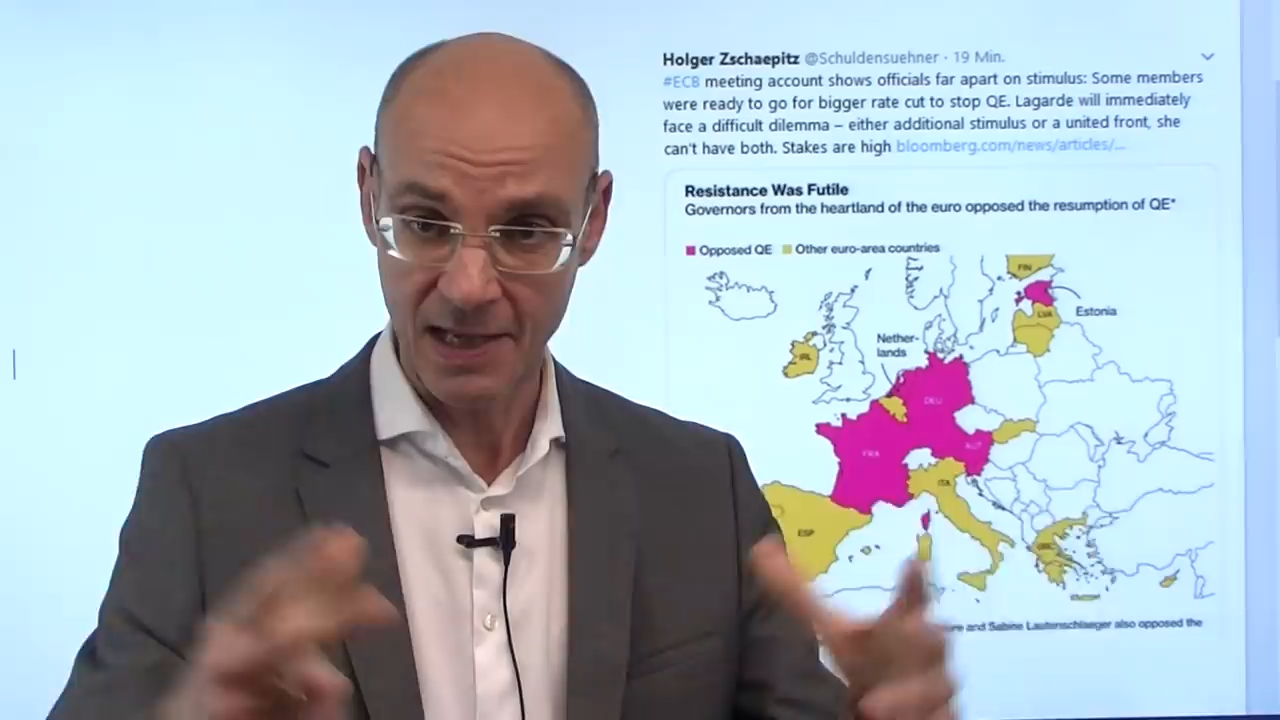 Holger Zschaepitz @Schuldensuehner · 19 Min.
#ECB meeting account shows officials far apart on stimulus: Some members
were ready to go for bigger rate cut to stop QE. Lagarde will immediately
face a difficult dilemma – either additional stimulus or a united front, she
can't have both. Stakes are high bloomberg.com/news/articles/...
Resistance Was Futile
Governors from the heartland of the euro opposed the resumption of QE*
Opposed QE Other euro-area countries
FIN
Estonia
LVA
Nether-
lands
IRL
DEU
AUT
FRA
ITA
ESP
GRC
and Sabine Lautenschlaeger also opposed the